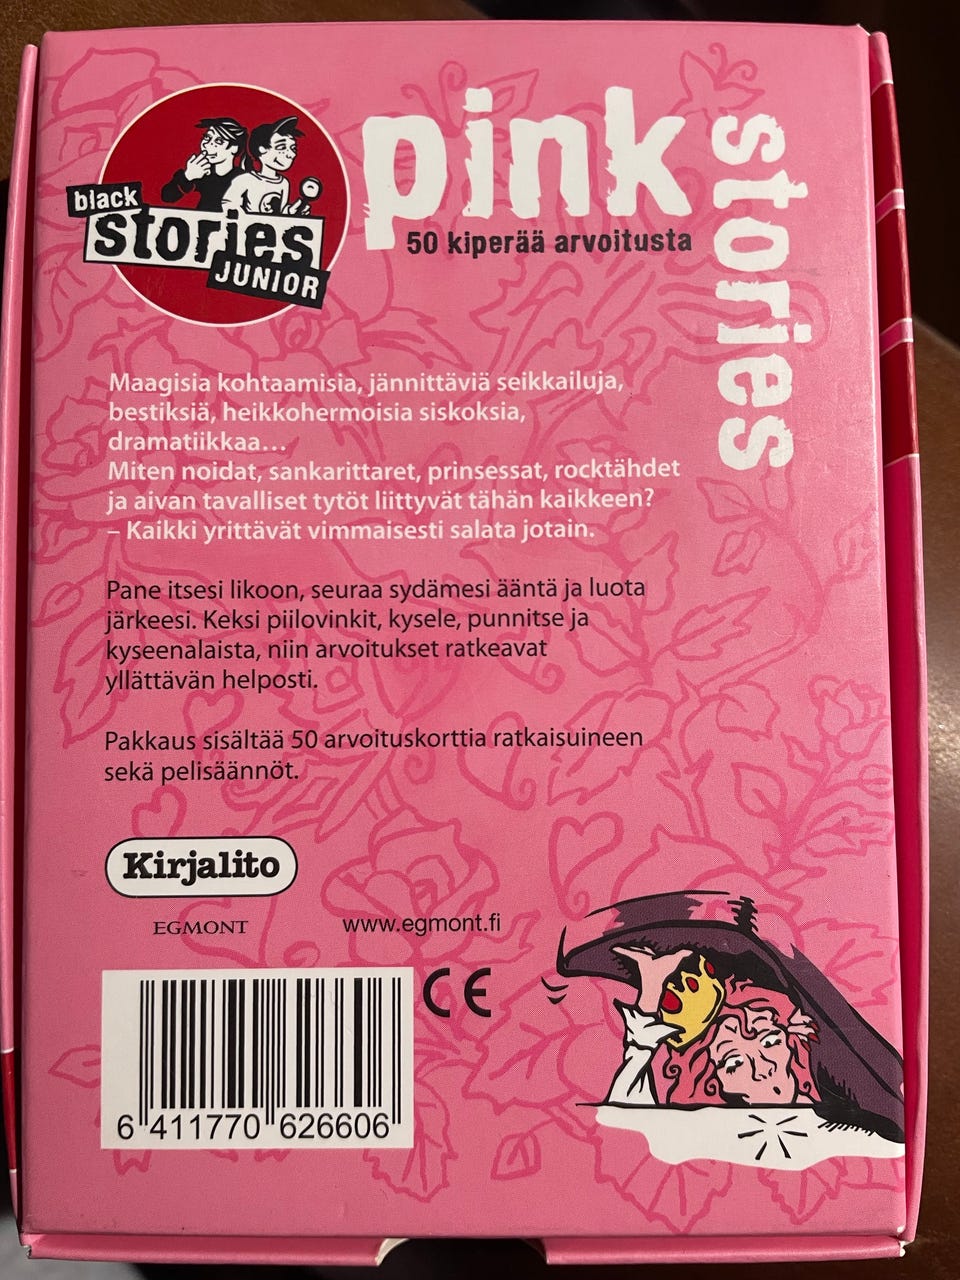 black
stories
JUNIOR
pink
stories
50 kiperää arvoitusta
Maagisia kohtaamisia, jännittäviä seikkailuja,
bestiksiä, heikkohermoisia siskoksia,
dramatiikkaa...
Miten noidat, sankarittaret, prinsessat, rocktähdet
ja aivan tavalliset tytöt liittyvät tähän kaikkeen?
– Kaikki yrittävät vimmaisesti salata jotain.
Pane itsesi likoon, seuraa sydämesi ääntä ja luota
järkeesi. Keksi piilovinkit, kysele, punnitse ja
kyseenalaista, niin arvoitukset ratkeavat
yllättävän helposti.
Pakkaus sisältää 50 arvoituskorttia ratkaisuineen
sekä pelisäännöt.
Kirjalito
EGMONT
www.egmont.fi
CE
6 411770 626606